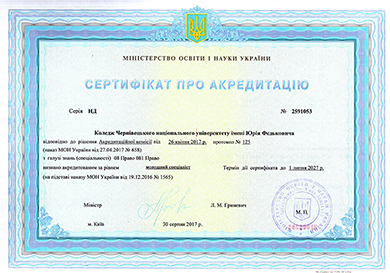 МІНІСТЕРСТВО ОСВІТИ І НАУКИ УКРАЇНИ
СЕРТИФІКАТ ПРО АКРЕДИТАЦІЮ
Серія НД № 2591053
Коледж Чернівецького національного університету імені Юрія Федьковича
відповідно до рішення Акредитаційної комісії від 26 квітня 2017 р. протокол № 125
(наказ МОН України від 27.04.2017 № 658)
з галузі знань (спеціальності) 08 Право 081 Право
визнано акредитованим за рівнем молодший спеціаліст Термін дії сертифіката до 1 липня 2027 р.
(на підставі наказу МОН України від 19.12.2016 № 1565)
Міністр Л. М. Гриневич
М. П.
м. Київ 30 серпня 2017 р.